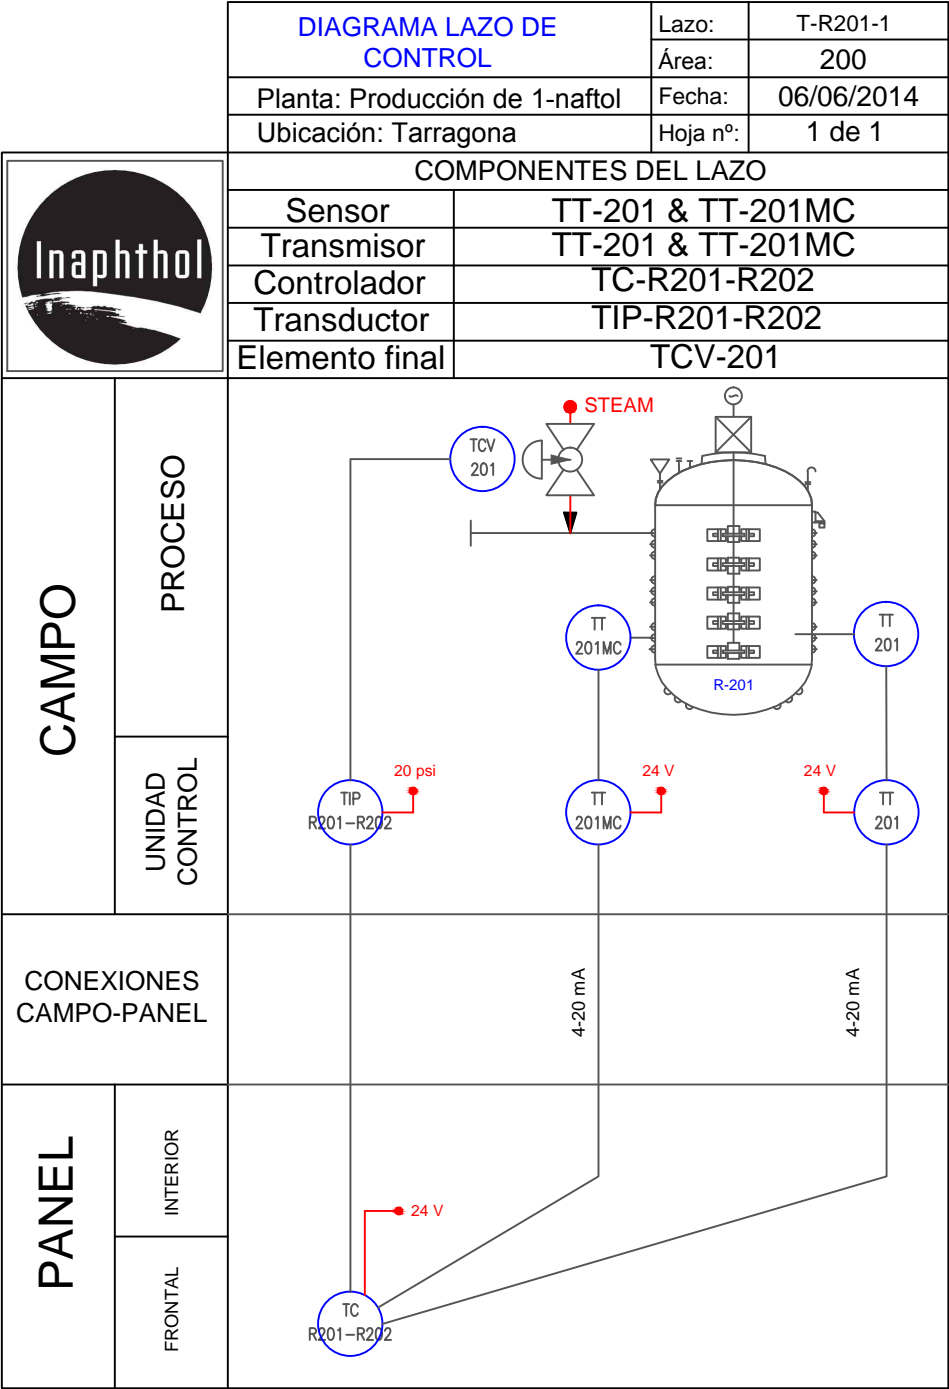 DIAGRAMA LAZO DE
CONTROL
Lazo:
T-R201-1
Área:
200
Planta: Producción de 1-naftol
Fecha:
06/06/2014
Ubicación: Tarragona
Hoja nº:
1 de 1
Inaphthol
COMPONENTES DEL LAZO
Sensor
TT-201 & TT-201MC
Transmisor
TT-201 & TT-201MC
Controlador
TC-R201-R202
Transductor
TIP-R201-R202
Elemento final
TCV-201
CAMPO
PROCESO
STEAM
TCV
201
TT
201MC
TT
201
R-201
UNIDAD
CONTROL
20 psi
24 V
24 V
TIP
R201-R202
TT
201MC
TT
201
CONEXIONES
CAMPO-PANEL
4-20 mA
4-20 mA
PANEL
INTERIOR
24 V
FRONTAL
TC
R201-R202